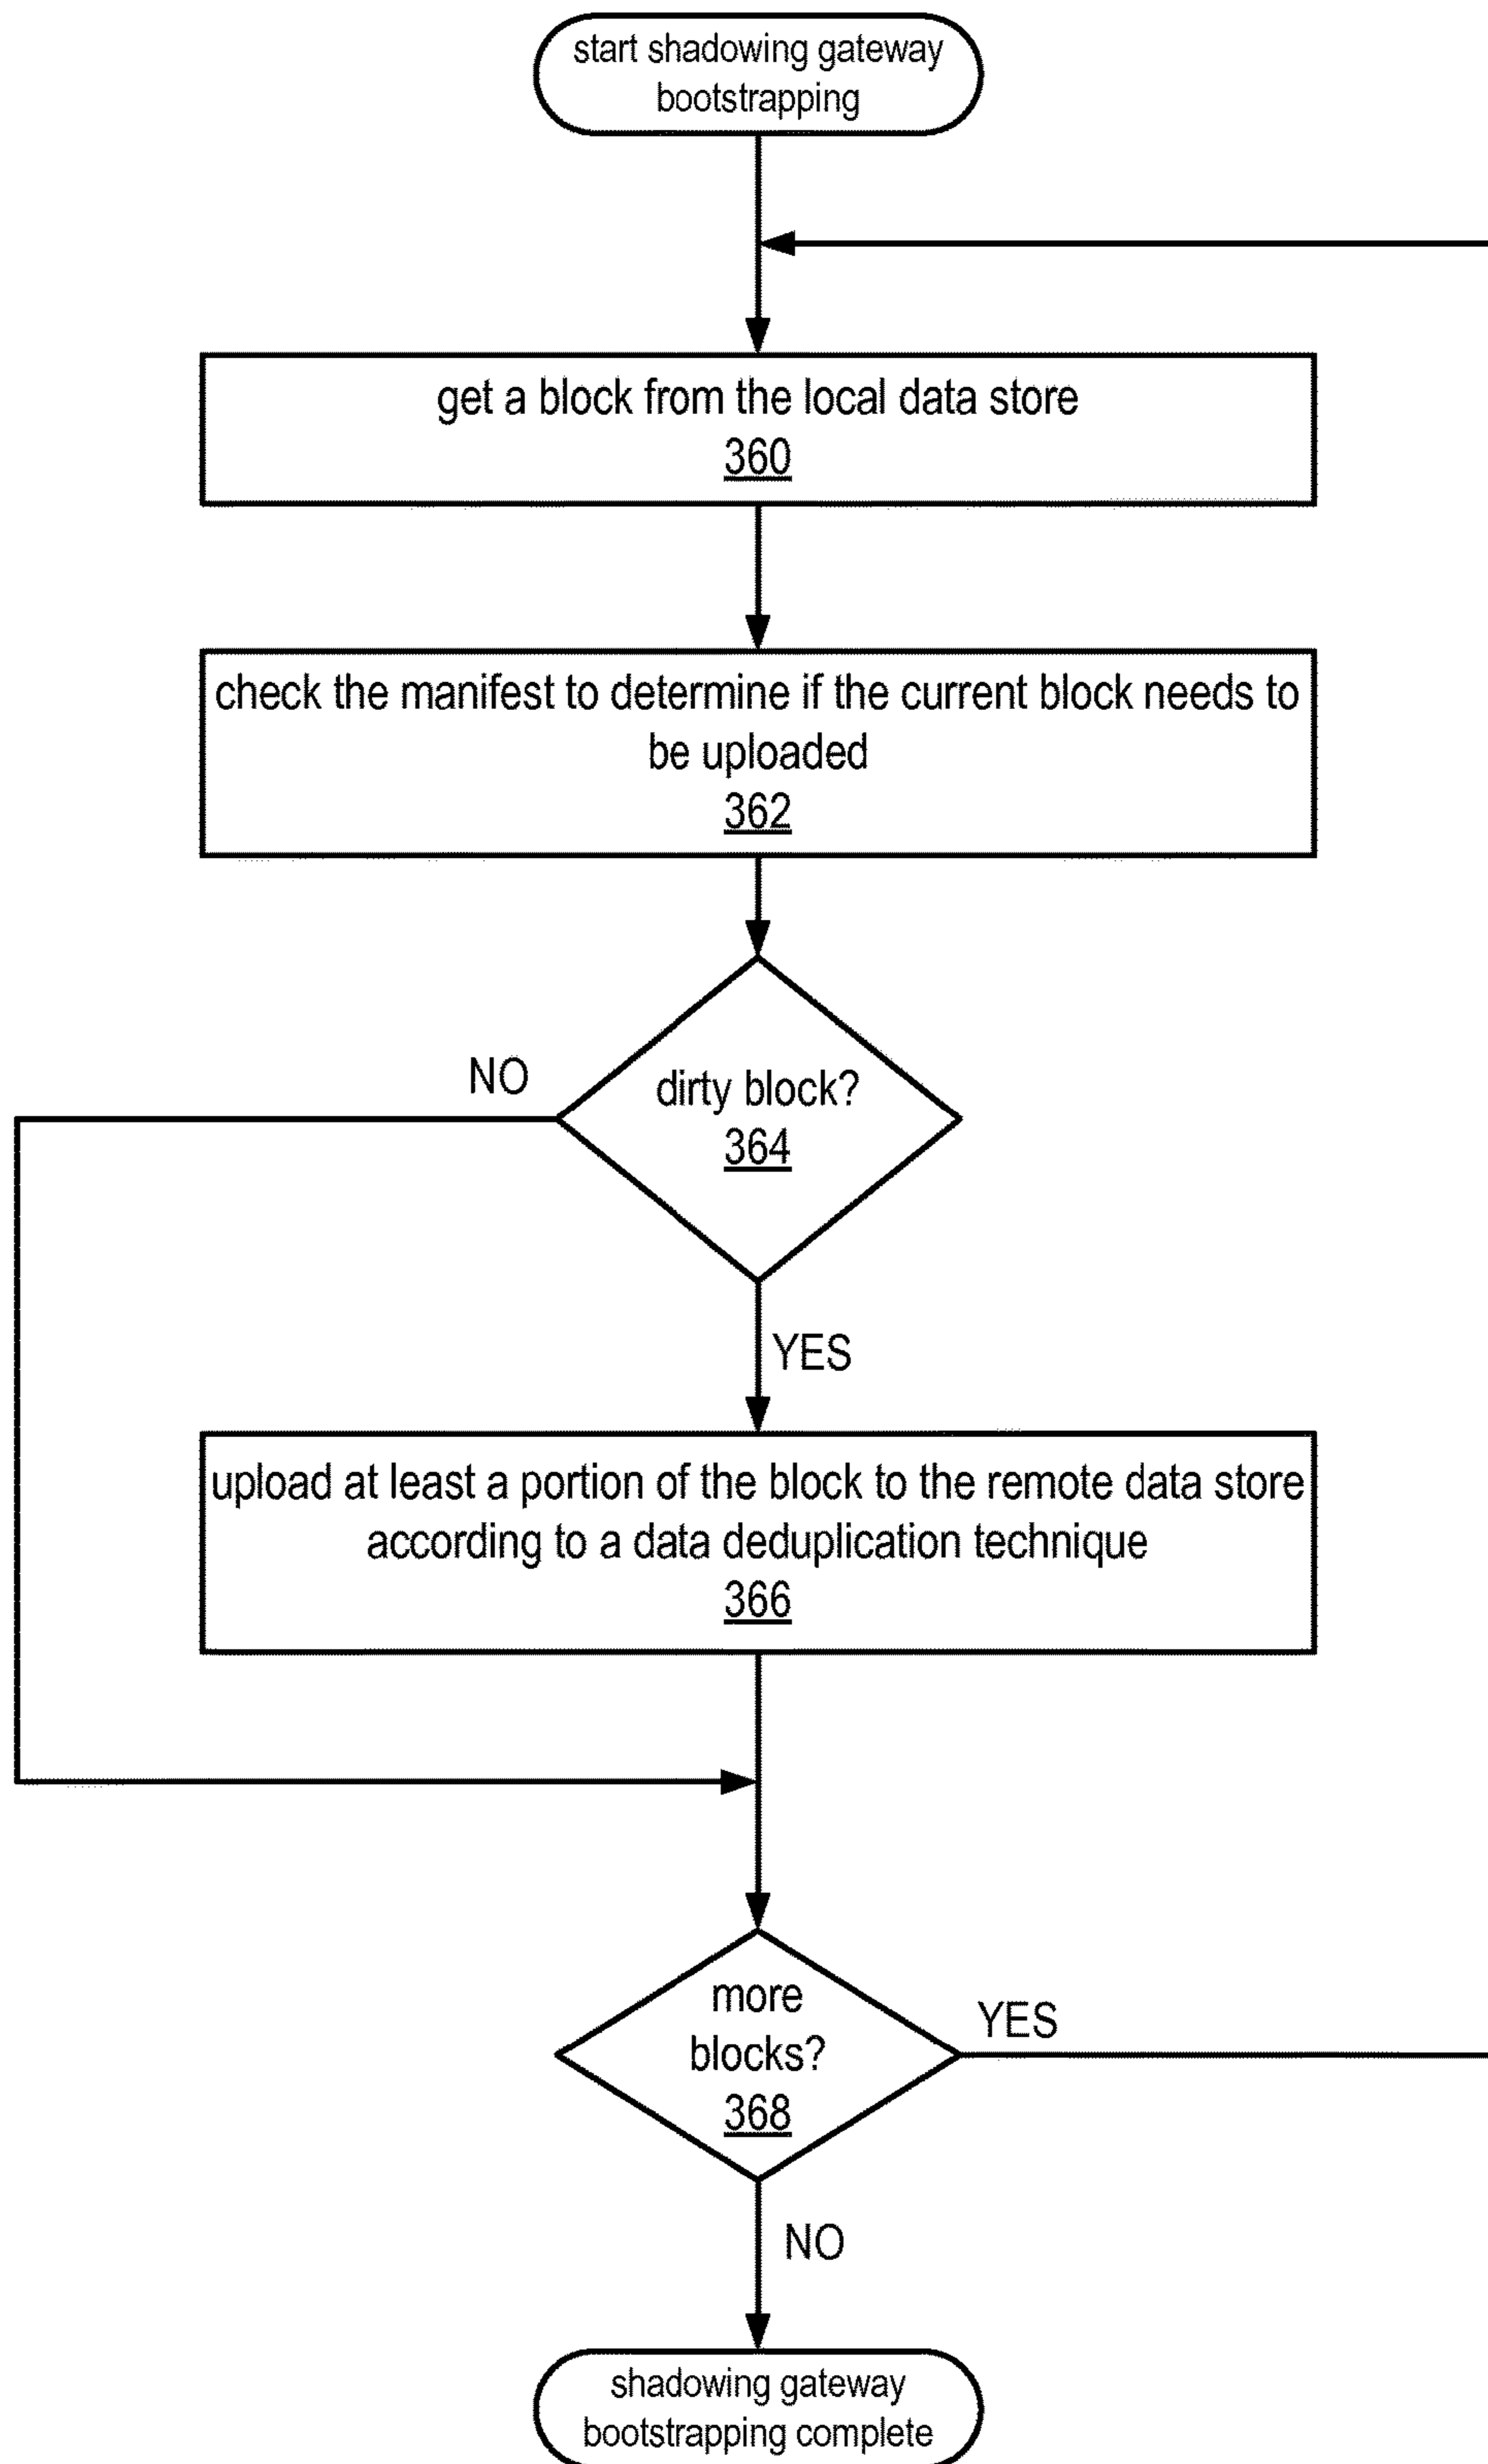 start shadowing gateway
bootstrapping
get a block from the local data store
360
check the manifest to determine if the current block needs to
be uploaded
362
NO
dirty block?
364
YES
upload at least a portion of the block to the remote data store
according to a data deduplication technique
366
more
blocks?
368
YES
NO
shadowing gateway
bootstrapping complete